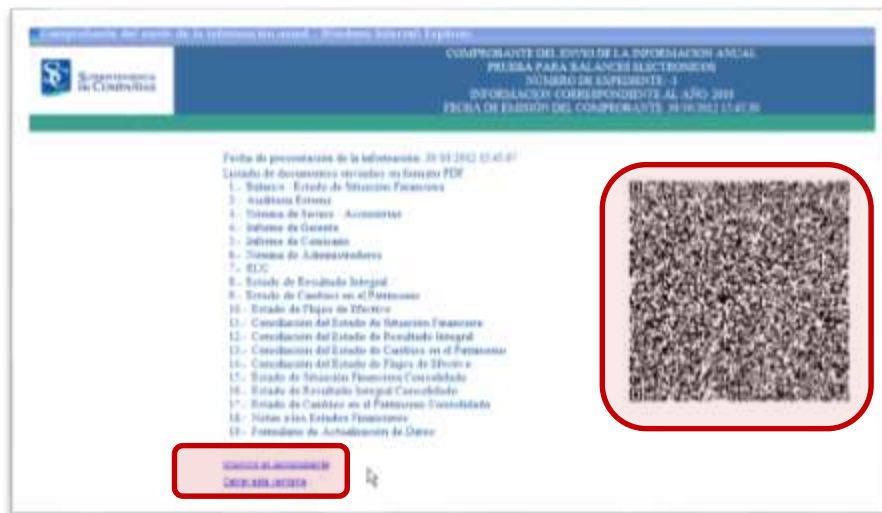 Comprobante del envío de la información anual - Windows Internet Explorer
SUPERINTENDENCIA
DE COMPAÑÍAS
COMPROBANTE DEL ENVIO DE LA INFORMACION ANUAL
PRUEBA PARA BALANCES ELECTRONICOS
NÚMERO DE EXPEDIENTE: -1
INFORMACION CORRESPONDIENTE AL AÑO 2010
FECHA DE EMISIÓN DEL COMPROBANTE:
Fecha de presentación de la información:
Listado de documentos enviados en formato PDF
1.- Balance - Estado de Situación Financiera
2.- Auditoria Externa
3.- Nómina de Socios - Accionistas
4.- Informe de Gerente
5.- Informe de Comisario
6.- Nómina de Administradores
7.- RUC
8.- Estado de Resultado Integral
9.- Estado de Cambios en el Patrimonio
10.- Estado de Flujos de Efectivo
11.- Conciliación del Estado de Situación Financiera
12.- Conciliación del Estado de Resultado Integral
13.- Conciliación del Estado de Cambios en el Patrimonio
14.- Conciliación del Estado de Flujos de Efectivo
15.- Estado de Situación Financiera Consolidado
16.- Estado de Resultado Integral Consolidado
17.- Estado de Cambios en el Patrimonio Consolidado
18.- Notas a los Estados Financieros
19.- Formulario de Actualización de Datos
Imprimir el comprobante
Cerrar esta ventana